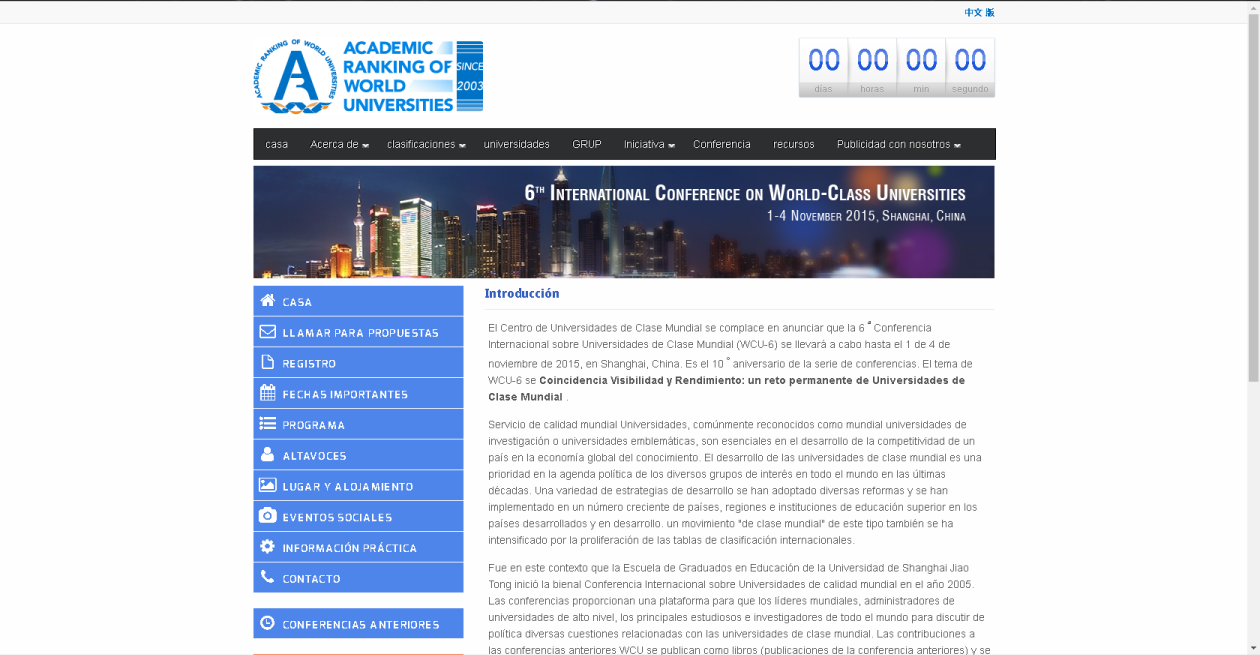 中文 版
ACADEMIC RANKING OF WORLD UNIVERSITIES
ACADEMIC
RANKING OF
WORLD
UNIVERSITIES
SINCE
2003
00 00 00 00
días horas min segundo
casa Acerca de clasificaciones universidades GRUP Iniciativa Conferencia recursos Publicidad con nosotros
6TH INTERNATIONAL CONFERENCE ON WORLD-CLASS UNIVERSITIES
1-4 NOVEMBER 2015, SHANGHAI, CHINA
CASA
LLAMAR PARA PROPUESTAS
REGISTRO
FECHAS IMPORTANTES
PROGRAMA
ALTAVOCES
LUGAR Y ALOJAMIENTO
EVENTOS SOCIALES
INFORMACIÓN PRÁCTICA
CONTACTO
CONFERENCIAS ANTERIORES
Introducción
El Centro de Universidades de Clase Mundial se complace en anunciar que la 6 ª Conferencia
Internacional sobre Universidades de Clase Mundial (WCU-6) se llevará a cabo hasta el 1 de 4 de
noviembre de 2015, en Shanghai, China. Es el 10 º aniversario de la serie de conferencias. El tema de
WCU-6 se Coincidencia Visibilidad y Rendimiento: un reto permanente de Universidades de
Clase Mundial .
Servicio de calidad mundial Universidades, comúnmente reconocidos como mundial universidades de
investigación o universidades emblemáticas, son esenciales en el desarrollo de la competitividad de un
país en la economía global del conocimiento. El desarrollo de las universidades de clase mundial es una
prioridad en la agenda política de los diversos grupos de interés en todo el mundo en las últimas
décadas. Una variedad de estrategias de desarrollo se han adoptado diversas reformas y se han
implementado en un número creciente de países, regiones e instituciones de educación superior en los
países desarrollados y en desarrollo. un movimiento "de clase mundial" de este tipo también se ha
intensificado por la proliferación de las tablas de clasificación internacionales.
Fue en este contexto que la Escuela de Graduados en Educación de la Universidad de Shanghai Jiao
Tong inició la bienal Conferencia Internacional sobre Universidades de calidad mundial en el año 2005.
Las conferencias proporcionan una plataforma para que los líderes mundiales, administradores de
universidades de alto nivel, los principales estudiosos e investigadores de todo el mundo para discutir de
política diversas cuestiones relacionadas con las universidades de clase mundial. Las contribuciones a
las conferencias anteriores WCU se publican como libros (publicaciones de la conferencia anteriores) y se